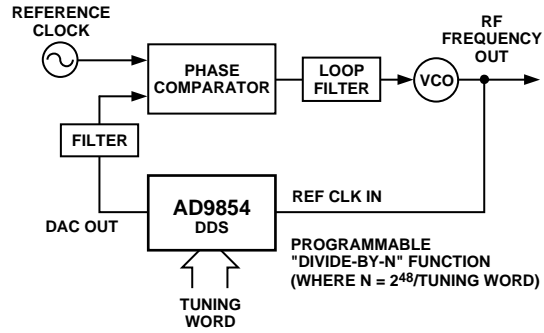 REFERENCE
CLOCK
PHASE
COMPARATOR
LOOP
FILTER
VCO
RF
FREQUENCY
OUT
FILTER
DAC OUT
AD9854
DDS
REF CLK IN
TUNING
WORD
PROGRAMMABLE
"DIVIDE-BY-N" FUNCTION
(WHERE N = 2⁴⁸/TUNING WORD)